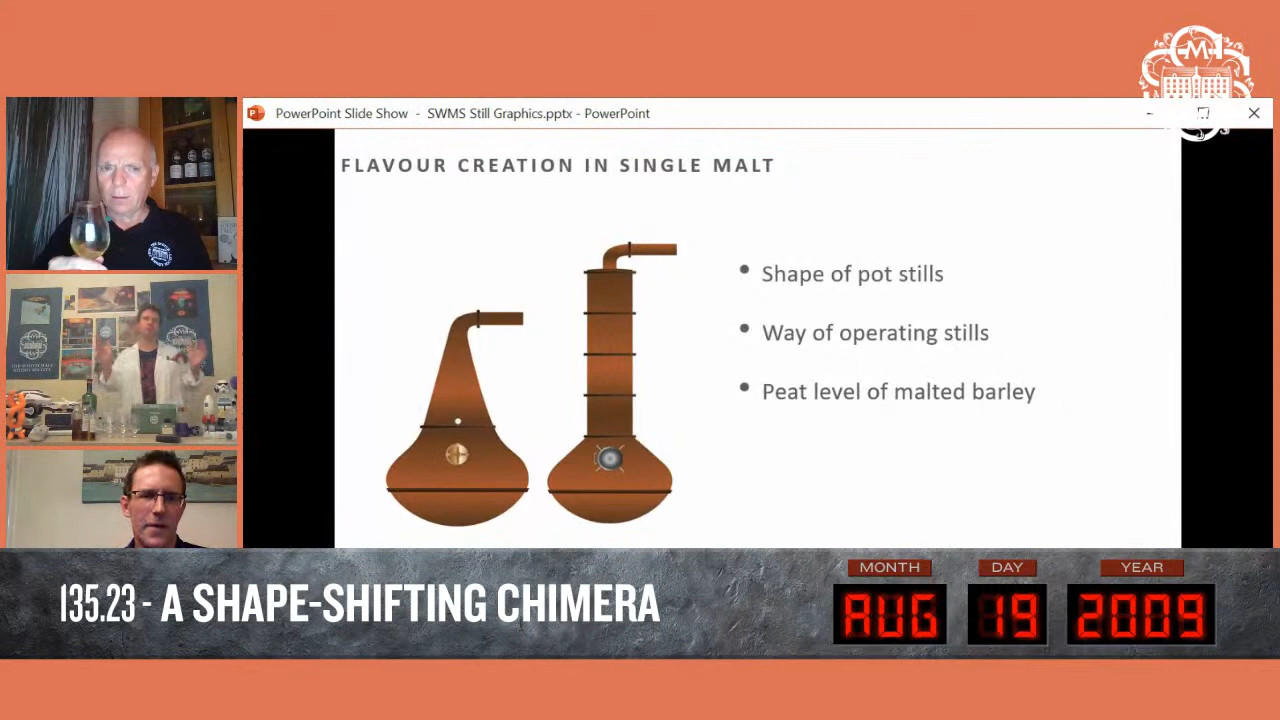 M
PowerPoint Slide Show - SWMS Still Graphics.pptx - PowerPoint
FLAVOUR CREATION IN SINGLE MALT
• Shape of pot stills
• Way of operating stills
• Peat level of malted barley
135.23 - A SHAPE-SHIFTING CHIMERA
MONTH DAY YEAR
AUG 19 2009